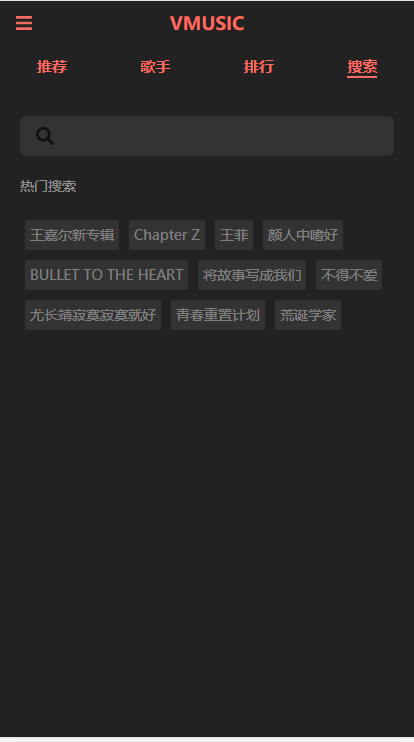 VMUSIC
推荐 歌手 排行 搜索
热门搜索
王嘉尔新专辑 Chapter Z 王菲 颜人中嗜好
BULLET TO THE HEART 将故事写成我们 不得不爱
尤长靖寂寞寂寞就好 青春重置计划 荒诞学家